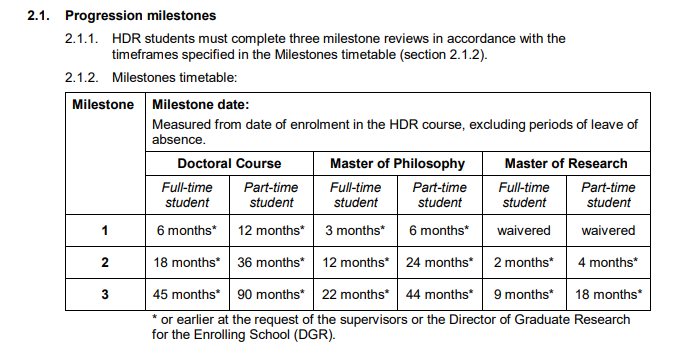 2.1. Progression milestones
2.1.1. HDR students must complete three milestone reviews in accordance with the
timeframes specified in the Milestones timetable (section 2.1.2).
2.1.2. Milestones timetable:
Milestone Milestone date:
Measured from date of enrolment in the HDR course, excluding periods of leave of
absence.
Doctoral Course Master of Philosophy Master of Research
Full-time student Part-time student Full-time student Part-time student Full-time student Part-time student
1 6 months* 12 months* 3 months* 6 months* waivered waivered
2 18 months* 36 months* 12 months* 24 months* 2 months* 4 months*
3 45 months* 90 months* 22 months* 44 months* 9 months* 18 months*
* or earlier at the request of the supervisors or the Director of Graduate Research
for the Enrolling School (DGR).